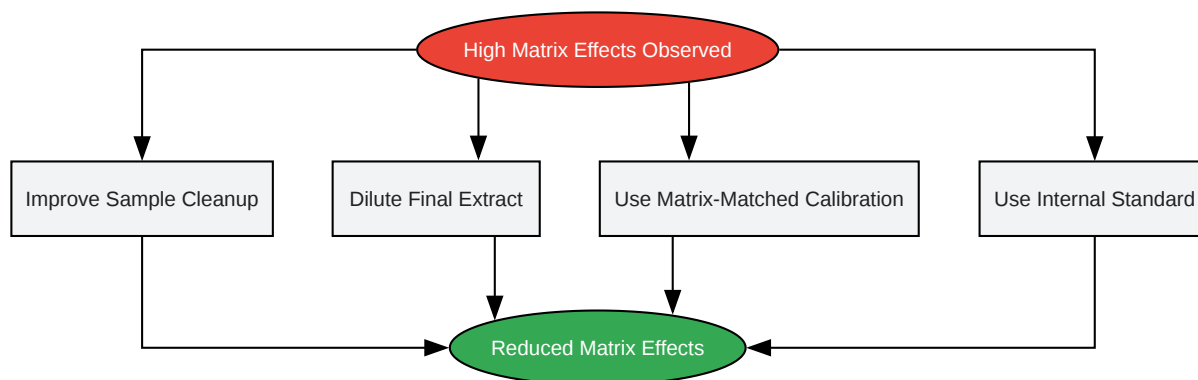 High Matrix Effects Observed
Improve Sample Cleanup
Dilute Final Extract
Use Matrix-Matched Calibration
Use Internal Standard
Reduced Matrix Effects